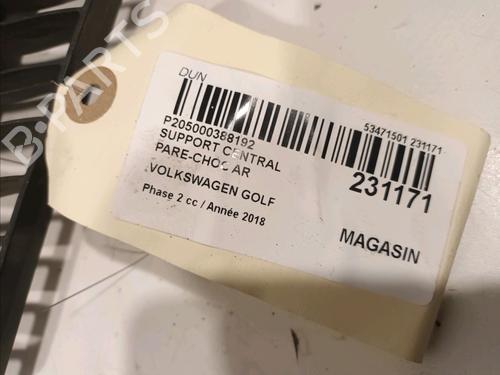 DUN
P205000388192
SUPPORT CENTRAL
PARE-CHOC AR
VOLKSWAGEN GOLF
Phase 2 cc / Année 2018
53471501 231171
231171
MAGASIN
B-PARTS